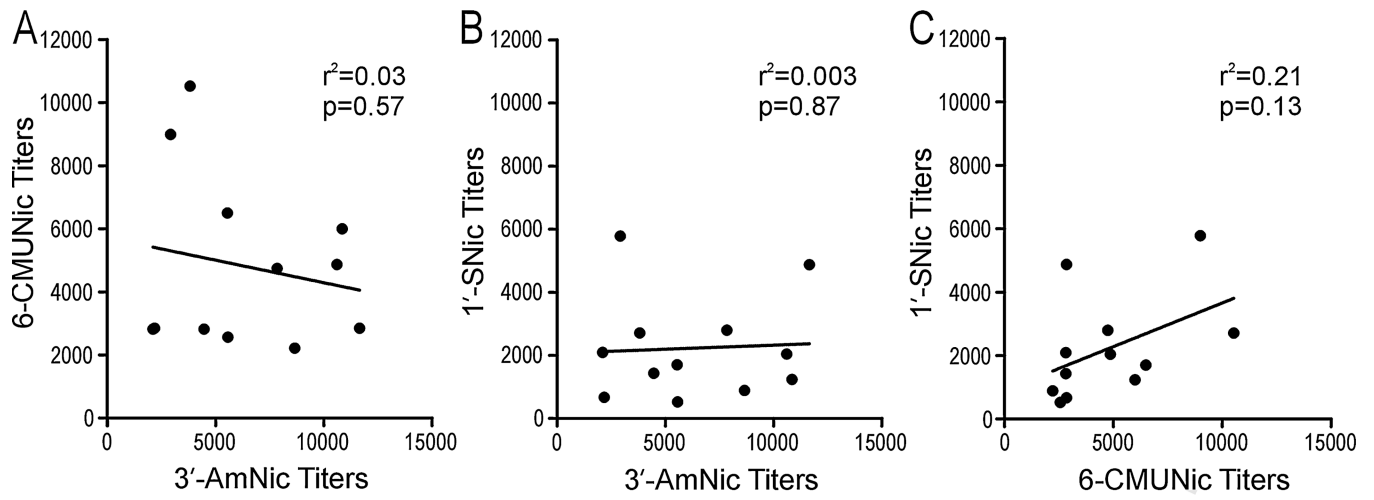 A
12000
10000
8000
6000
4000
2000
0
0 5000 10000 15000
6-CMUNic Titers
3′-AmNic Titers
r²=0.03
p=0.57
B
12000
10000
8000
6000
4000
2000
0
0 5000 10000 15000
1′-SNic Titers
3′-AmNic Titers
r²=0.003
p=0.87
C
12000
10000
8000
6000
4000
2000
0
0 5000 10000 15000
1′-SNic Titers
6-CMUNic Titers
r²=0.21
p=0.13